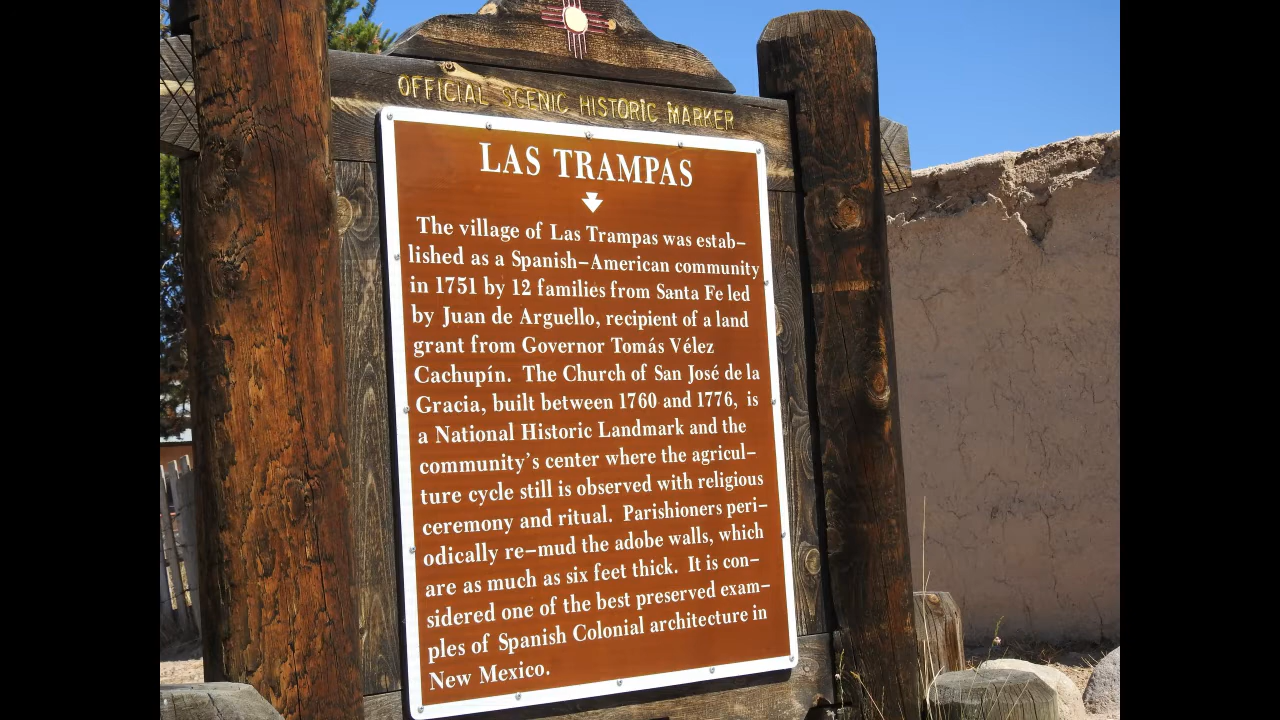 OFFICIAL SCENIC HISTORIC MARKER
LAS TRAMPAS
The village of Las Trampas was estab–
lished as a Spanish–American community
in 1751 by 12 families from Santa Fe led
by Juan de Arguello, recipient of a land
grant from Governor Tomás Vélez
Cachupín. The Church of San José de la
Gracia, built between 1760 and 1776, is
a National Historic Landmark and the
community's center where the agricul–
ture cycle still is observed with religious
ceremony and ritual. Parishioners peri–
odically re–mud the adobe walls, which
are as much as six feet thick. It is con–
sidered one of the best preserved exam–
ples of Spanish Colonial architecture in
New Mexico.